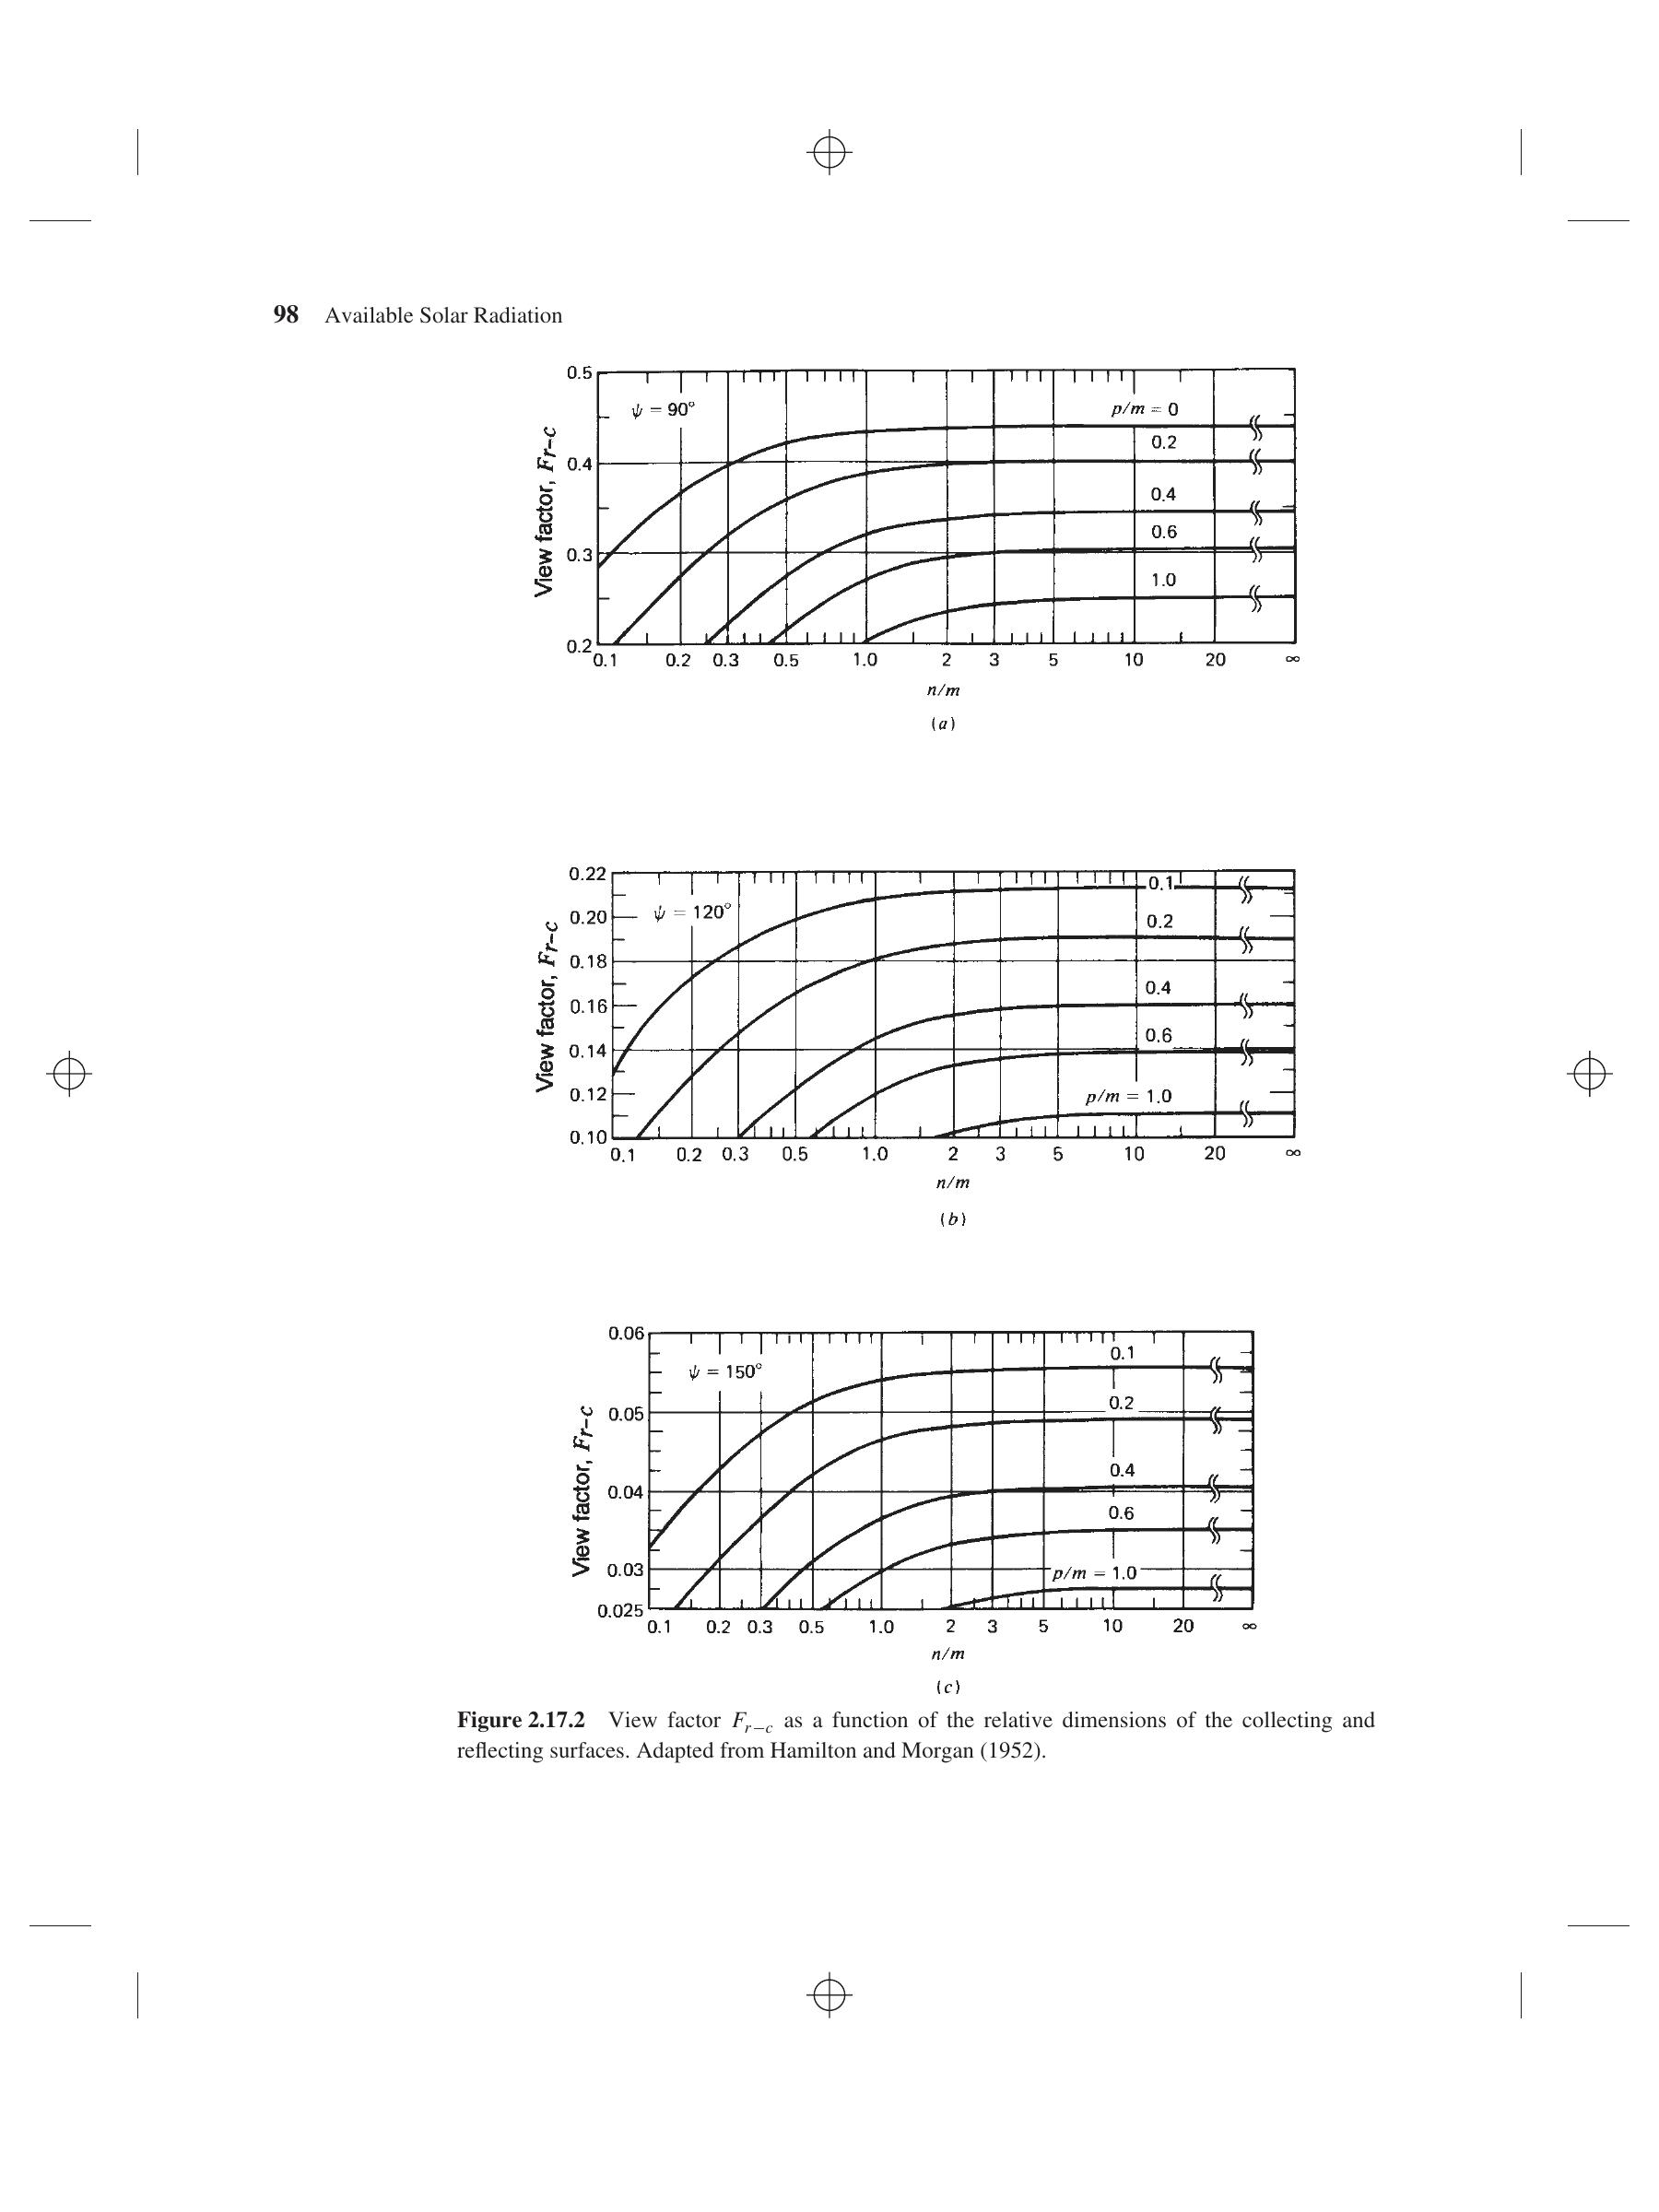 98 Available Solar Radiation
0.5
ψ = 90°
p/m = 0
0.2
0.4
0.4
0.6
0.3
1.0
0.2
View factor, Fr–c
0.1 0.2 0.3 0.5 1.0 2 3 5 10 20 ∞
n/m
(a)
0.22
0.1
ψ = 120°
0.20
0.2
0.18
0.4
0.16
0.6
0.14
0.12
p/m = 1.0
0.10
View factor, Fr–c
0.1 0.2 0.3 0.5 1.0 2 3 5 10 20 ∞
n/m
(b)
0.06
0.1
ψ = 150°
0.2
0.05
0.4
0.04
0.6
0.03
p/m = 1.0
0.025
View factor, Fr–c
0.1 0.2 0.3 0.5 1.0 2 3 5 10 20 ∞
n/m
(c)
Figure 2.17.2 View factor Fr−c as a function of the relative dimensions of the collecting and
reflecting surfaces. Adapted from Hamilton and Morgan (1952).